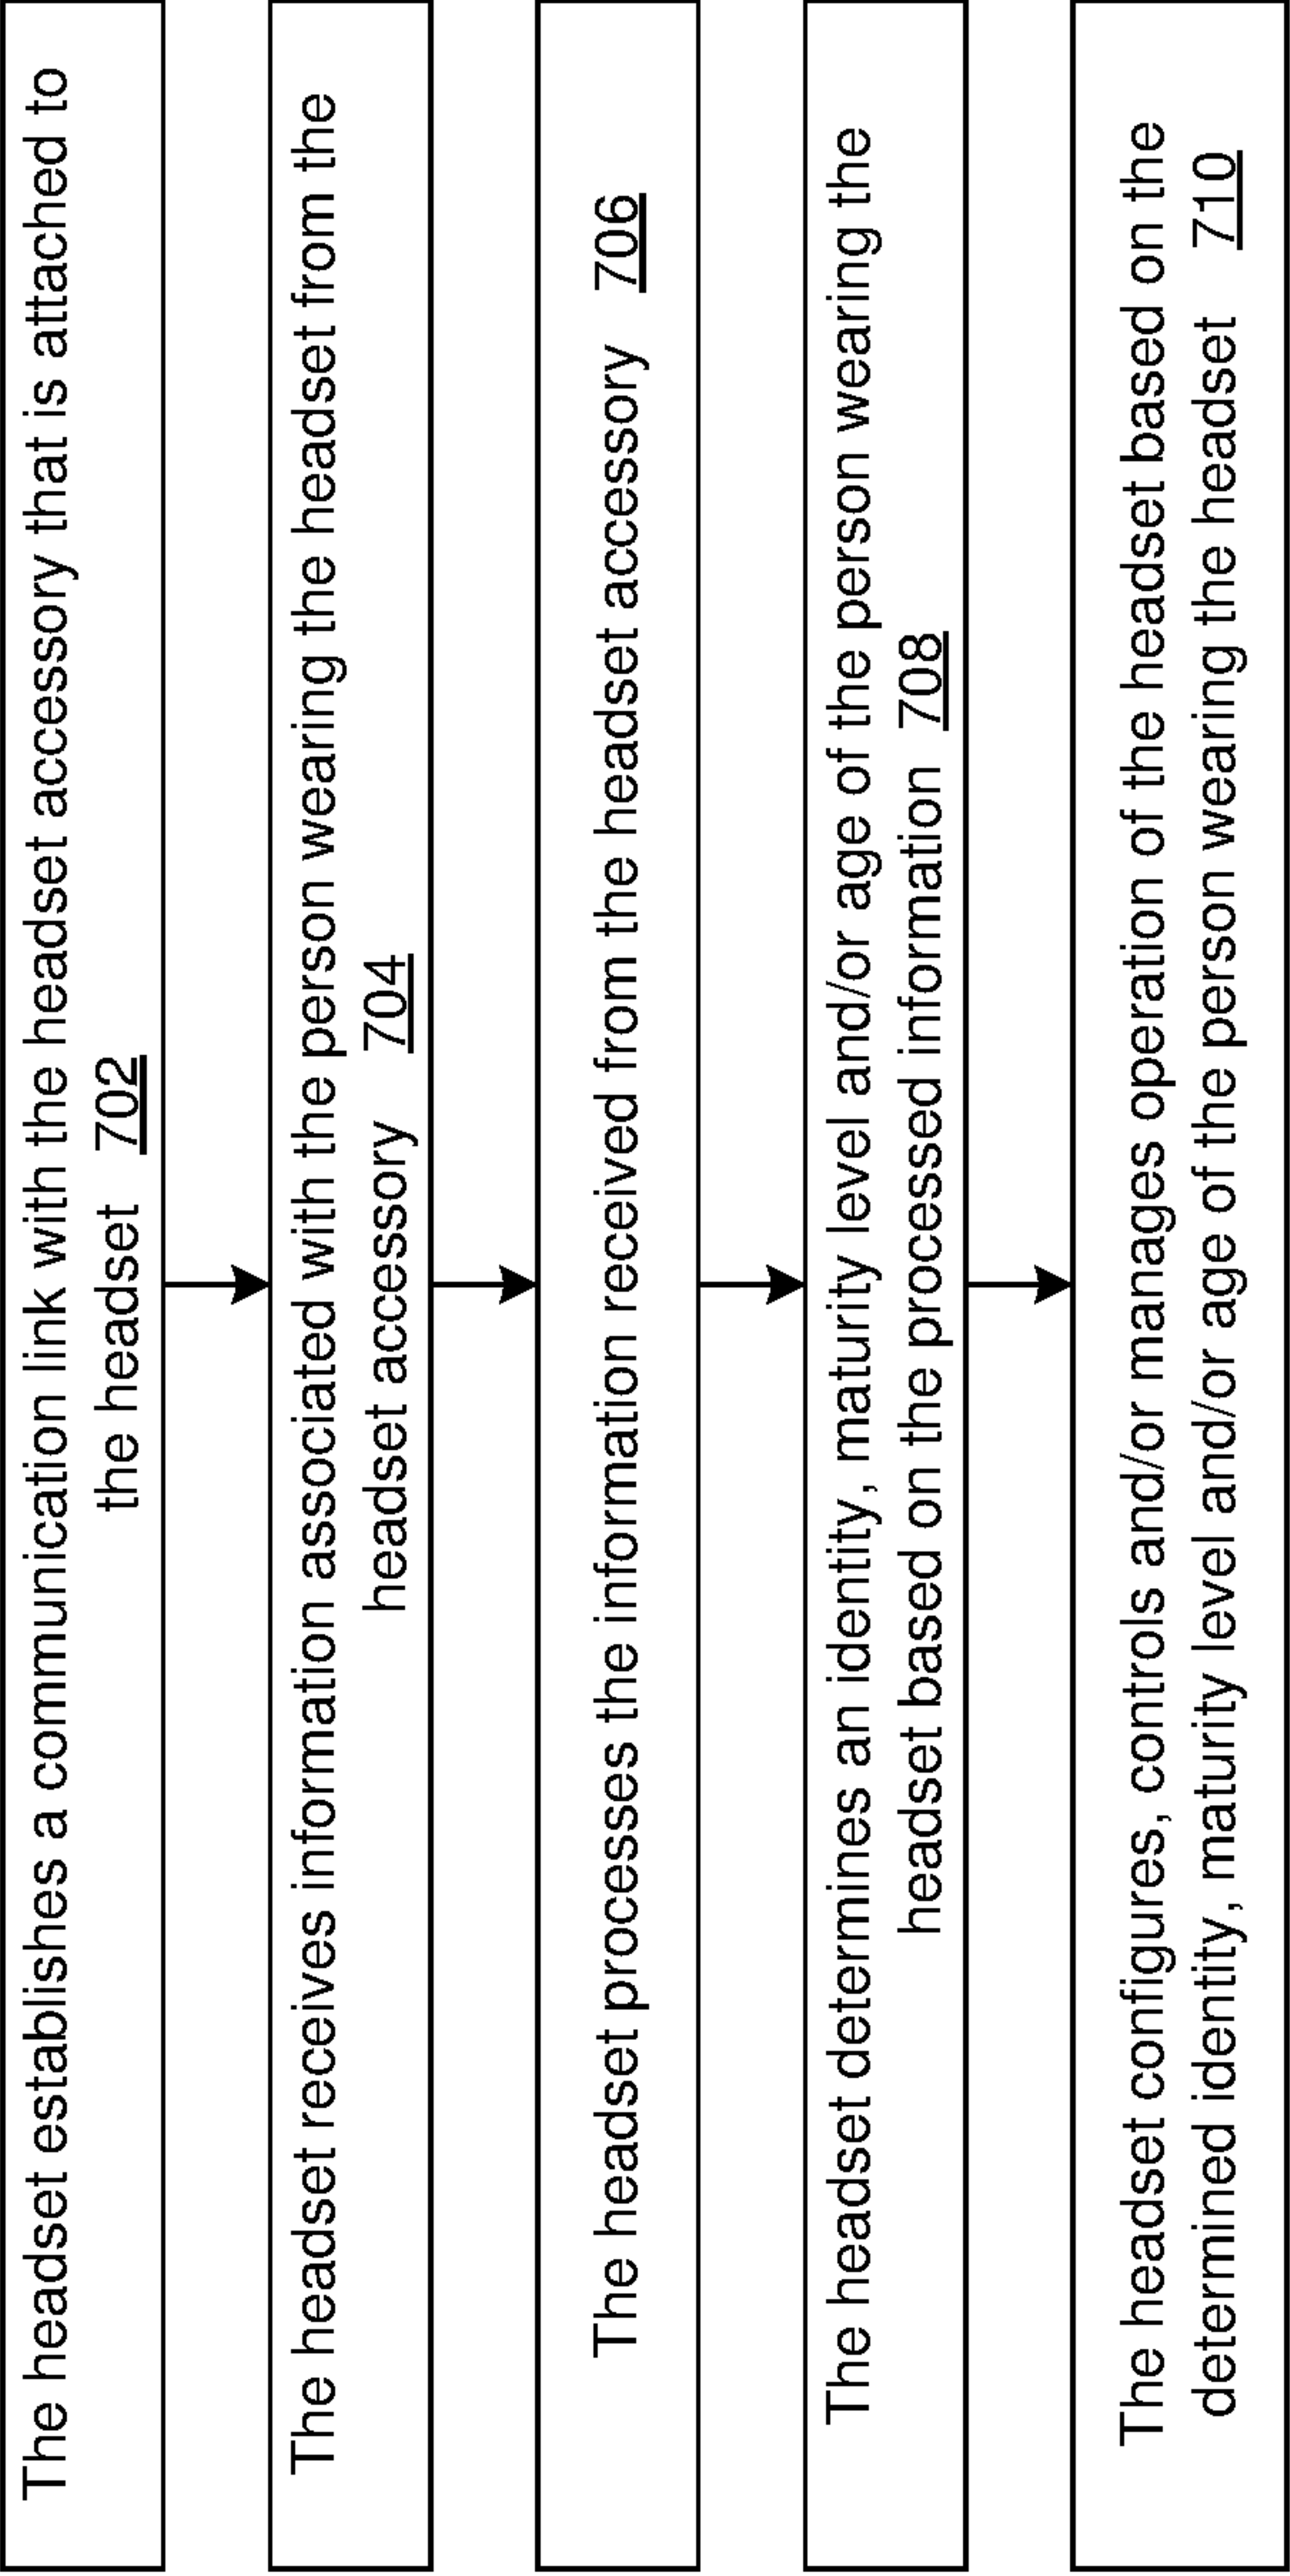 The headset establishes a communication link with the headset accessory that is attached to
the headset 702
The headset receives information associated with the person wearing the headset from the
headset accessory 704
The headset processes the information received from the headset accessory 706
The headset determines an identity, maturity level and/or age of the person wearing the
headset based on the processed information 708
The headset configures, controls and/or manages operation of the headset based on the
determined identity, maturity level and/or age of the person wearing the headset 710